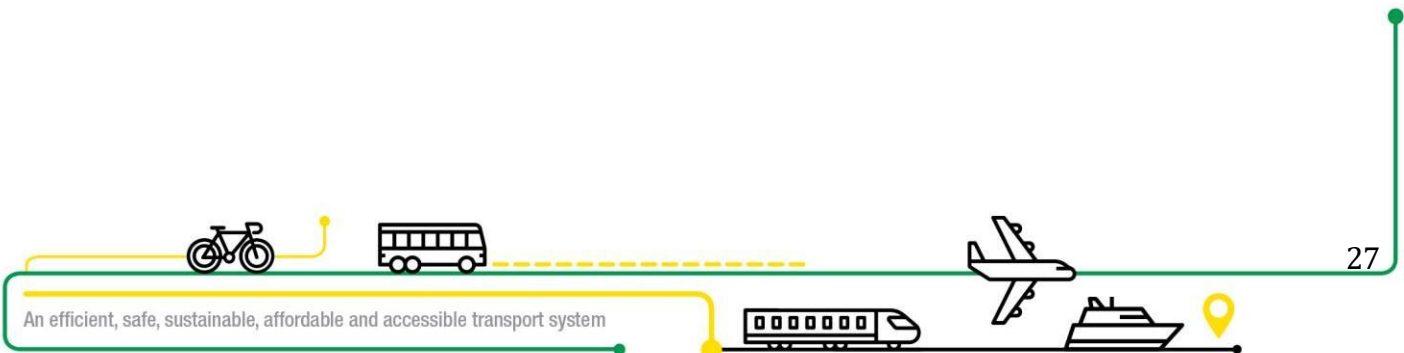 27
An efficient, safe, sustainable, affordable and accessible transport system